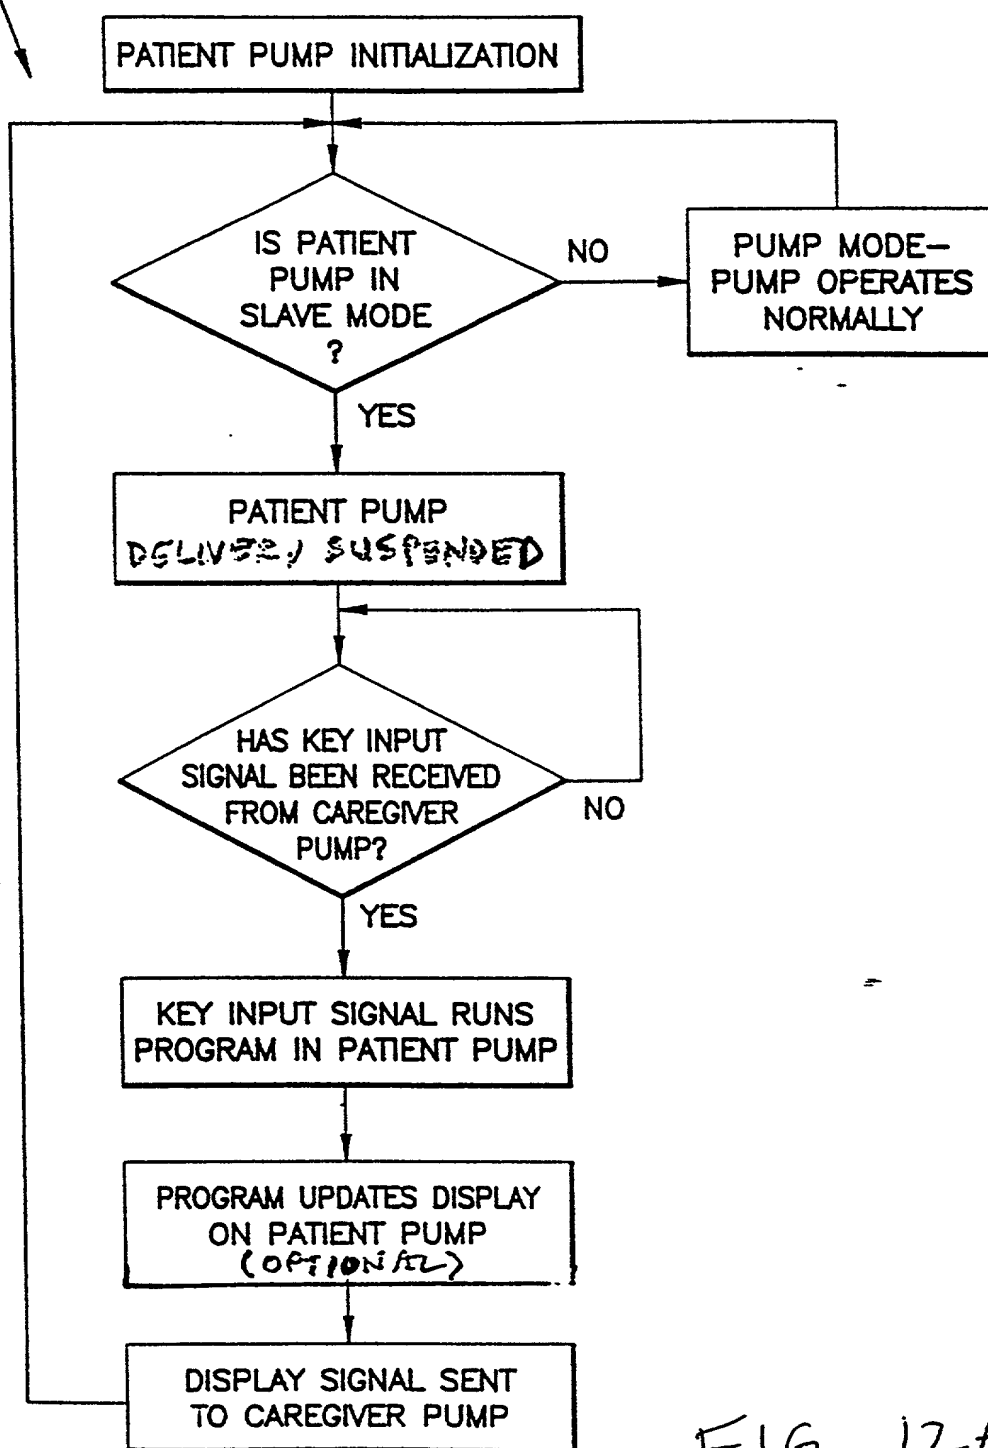 PATIENT PUMP INITIALIZATION
IS PATIENT
PUMP IN
SLAVE MODE
?
NO
PUMP MODE–
PUMP OPERATES
NORMALLY
YES
PATIENT PUMP
DELIVERY SUSPENDED
HAS KEY INPUT
SIGNAL BEEN RECEIVED
FROM CAREGIVER
PUMP?
NO
YES
KEY INPUT SIGNAL RUNS
PROGRAM IN PATIENT PUMP
PROGRAM UPDATES DISPLAY
ON PATIENT PUMP
(OPTIONAL)
DISPLAY SIGNAL SENT
TO CAREGIVER PUMP
FIG